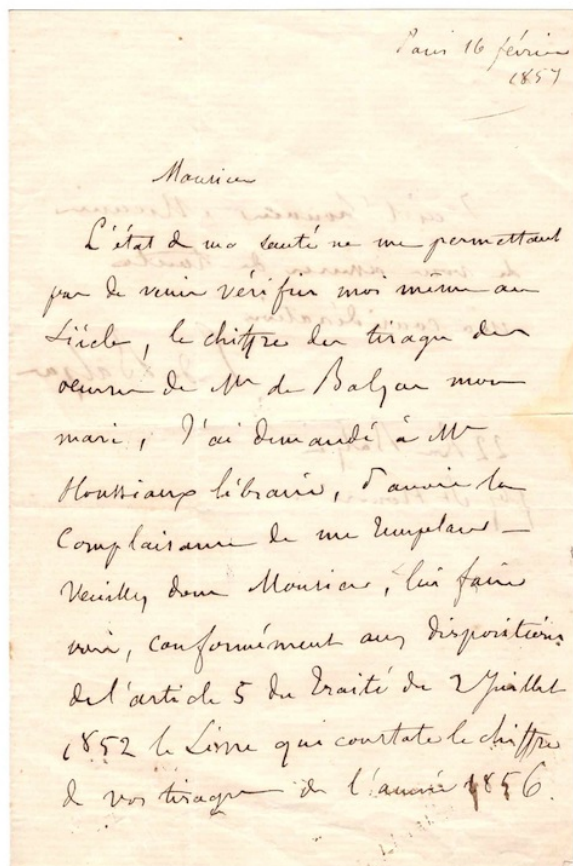 Paris 16 février
1857
Monsieur
L'état de ma santé ne me permettant
pas de venir vérifier moi même au
Siècle, le chiffre des tirages des
oeuvres de Mr de Balzac mon
mari, j'ai demandé à Mr
Houssiaux libraire, d'avoir la
complaisance de me remplacer –
Veuillez donc Monsieur, lui faire
voir, conformément aux dispositions
de l'article 5 du Traité du 2 Juillet
1852 le Livre qui constate le chiffre
de vos tirages de l'année 1856.